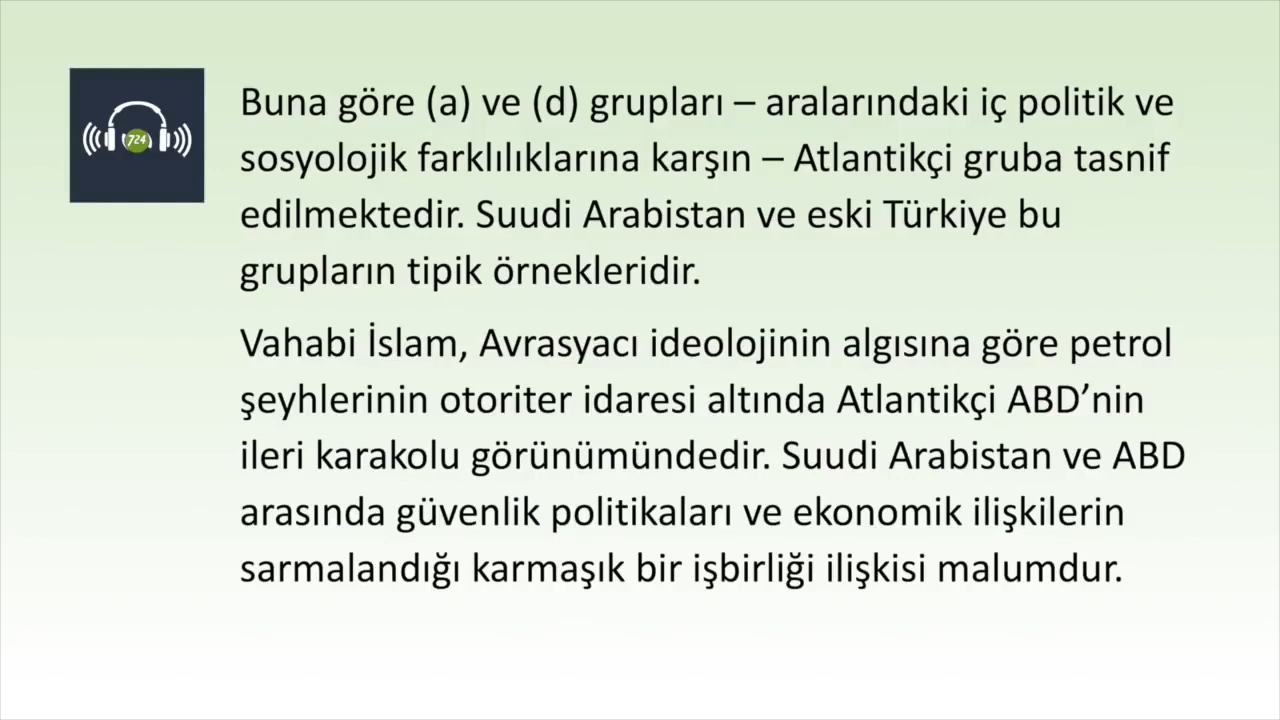 724
Buna göre (a) ve (d) grupları – aralarındaki iç politik ve
sosyolojik farklılıklarına karşın – Atlantikçi gruba tasnif
edilmektedir. Suudi Arabistan ve eski Türkiye bu
grupların tipik örnekleridir.
Vahabi İslam, Avrasyacı ideolojinin algısına göre petrol
şeyhlerinin otoriter idaresi altında Atlantikçi ABD’nin
ileri karakolu görünümündedir. Suudi Arabistan ve ABD
arasında güvenlik politikaları ve ekonomik ilişkilerin
sarmalandığı karmaşık bir işbirliği ilişkisi malumdur.